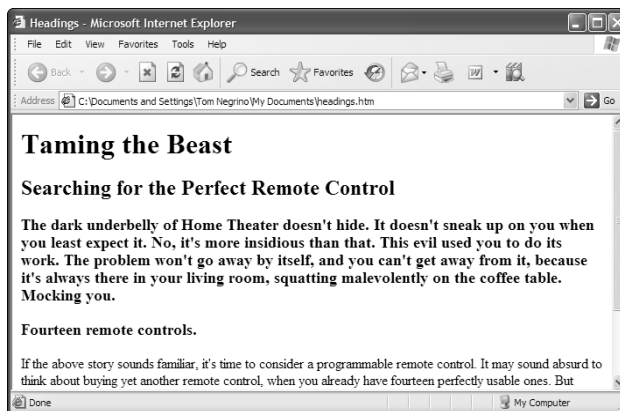 Headings - Microsoft Internet Explorer
File Edit View Favorites Tools Help
Back Search Favorites
Address C:\Documents and Settings\Tom Negrino\My Documents\headings.htm Go
Taming the Beast
Searching for the Perfect Remote Control
The dark underbelly of Home Theater doesn't hide. It doesn't sneak up on you when
you least expect it. No, it's more insidious than that. This evil used you to do its
work. The problem won't go away by itself, and you can't get away from it, because
it's always there in your living room, squatting malevolently on the coffee table.
Mocking you.
Fourteen remote controls.
If the above story sounds familiar, it's time to consider a programmable remote control. It may sound absurd to
think about buying yet another remote control, when you already have fourteen perfectly usable ones. But
Done My Computer